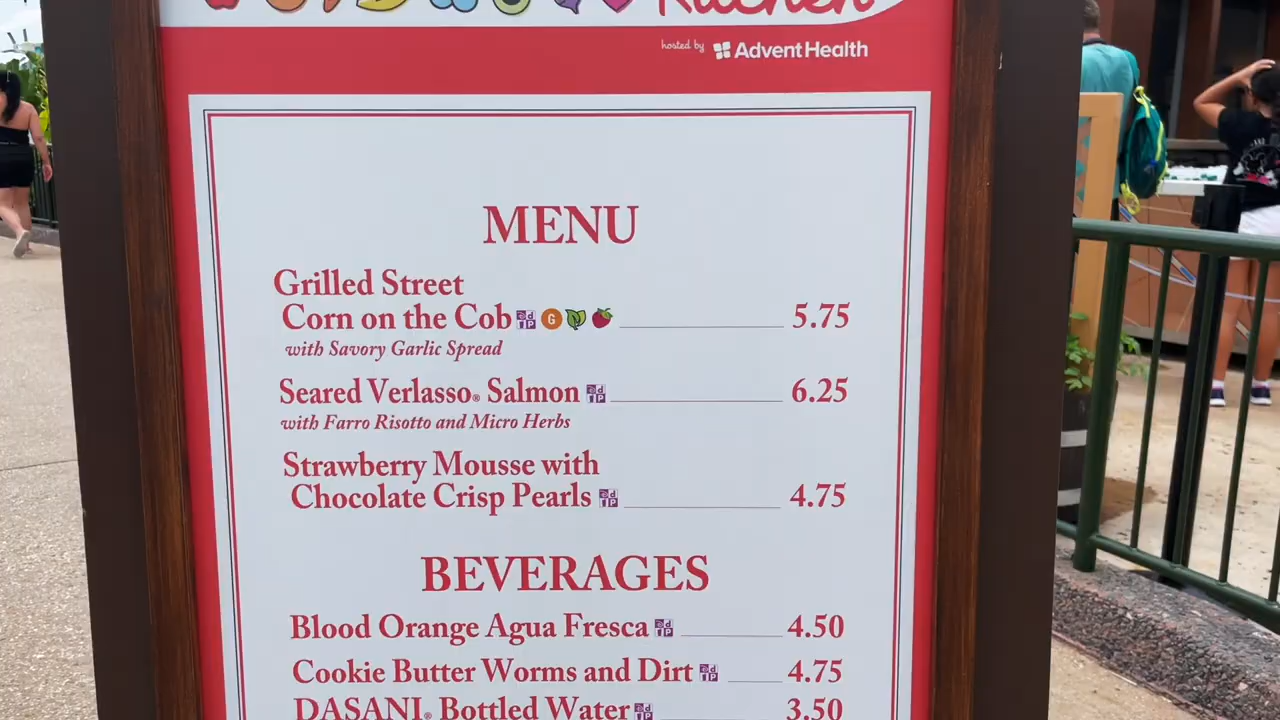 Kitchen
hosted by AdventHealth
MENU
Grilled Street
Corn on the Cob G 5.75
with Savory Garlic Spread
Seared Verlasso® Salmon 6.25
with Farro Risotto and Micro Herbs
Strawberry Mousse with
Chocolate Crisp Pearls 4.75
BEVERAGES
Blood Orange Agua Fresca 4.50
Cookie Butter Worms and Dirt 4.75
DASANI® Bottled Water 3.50